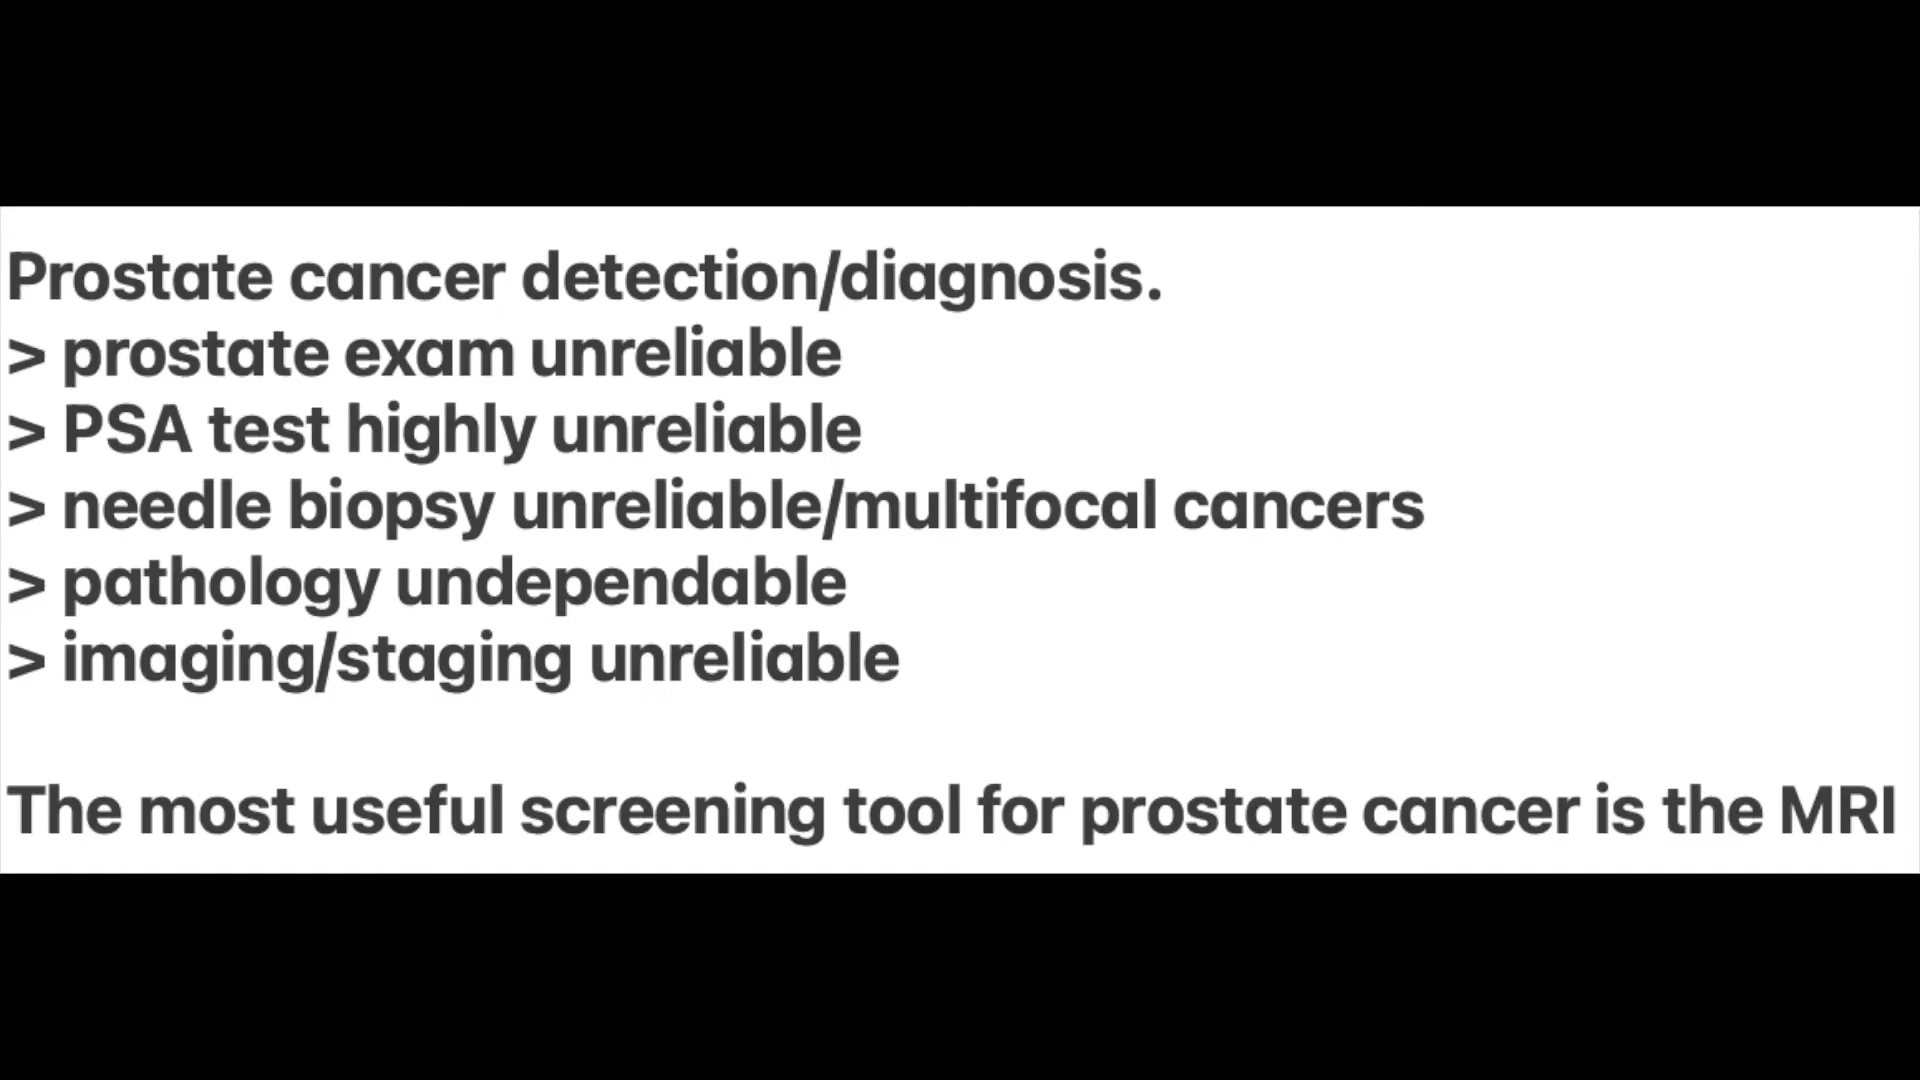 Prostate cancer detection/diagnosis.
> prostate exam unreliable
> PSA test highly unreliable
> needle biopsy unreliable/multifocal cancers
> pathology undependable
> imaging/staging unreliable
The most useful screening tool for prostate cancer is the MRI